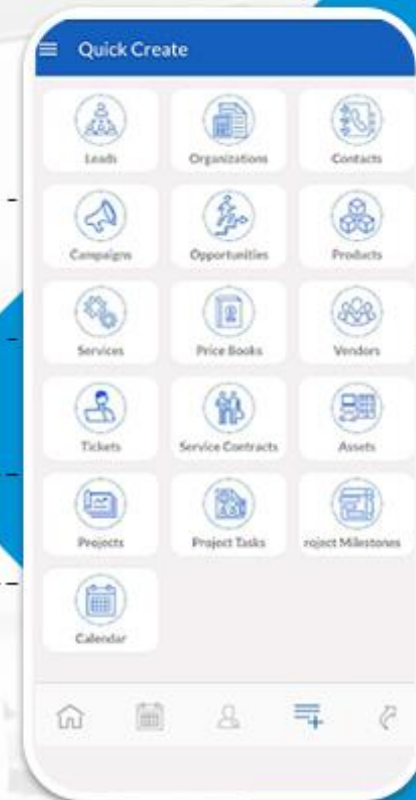 Quick Create
Leads
Organizations
Contacts
Campaigns
Opportunities
Products
Services
Price Books
Vendors
Tickets
Service Contracts
Assets
Projects
Project Tasks
roject Milestones
Calendar